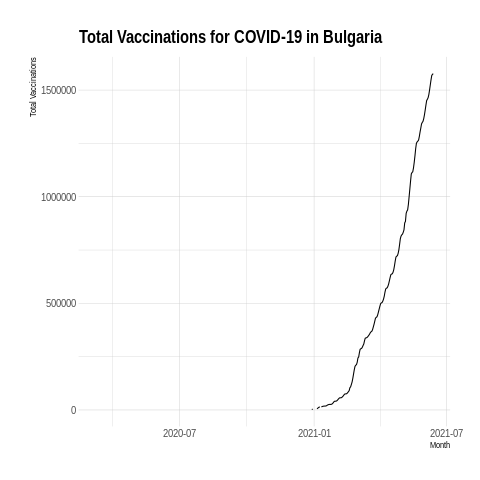 Total Vaccinations for COVID-19 in Bulgaria
Total Vaccinations
1500000
1000000
500000
0
2020-07
2021-01
2021-07
Month